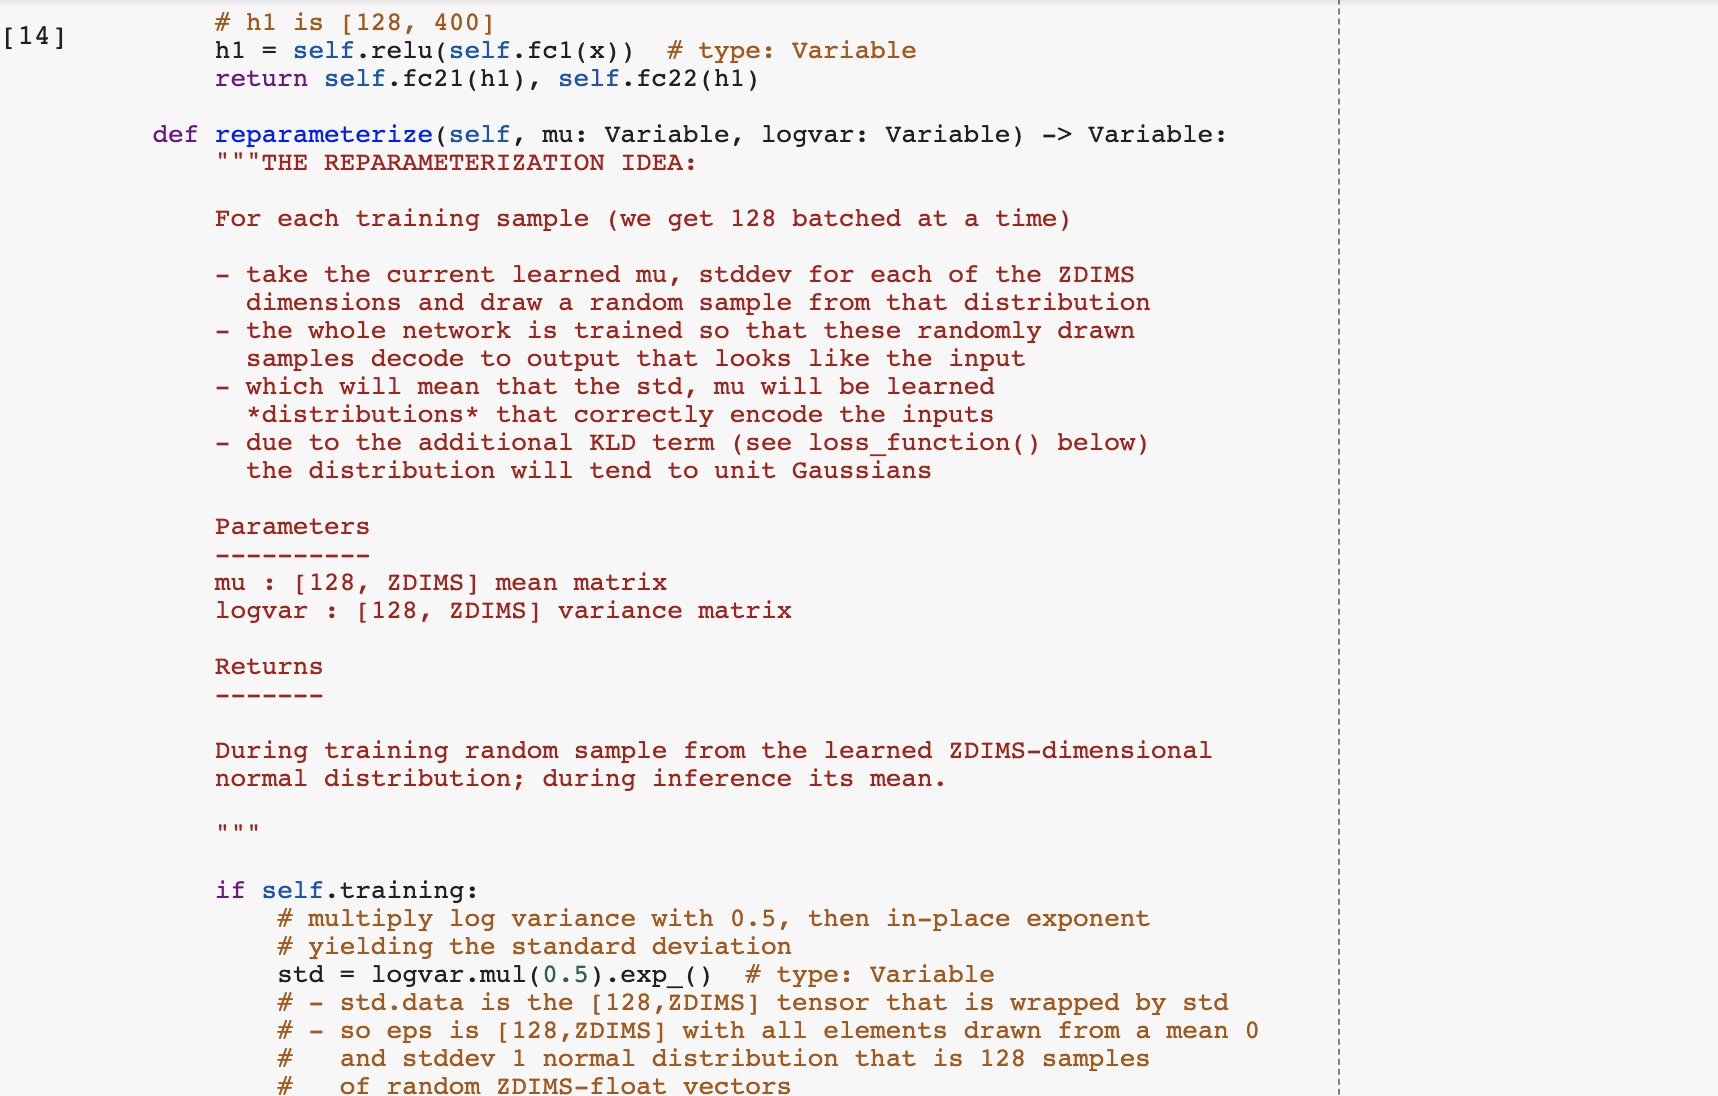 [14]
# h1 is [128, 400]
h1 = self.relu(self.fc1(x))  # type: Variable
return self.fc21(h1), self.fc22(h1)
def reparameterize(self, mu: Variable, logvar: Variable) -> Variable:
"""THE REPARAMETERIZATION IDEA:
For each training sample (we get 128 batched at a time)
- take the current learned mu, stddev for each of the ZDIMS
dimensions and draw a random sample from that distribution
- the whole network is trained so that these randomly drawn
samples decode to output that looks like the input
- which will mean that the std, mu will be learned
*distributions* that correctly encode the inputs
- due to the additional KLD term (see loss_function() below)
the distribution will tend to unit Gaussians
Parameters
----------
mu : [128, ZDIMS] mean matrix
logvar : [128, ZDIMS] variance matrix
Returns
-------
During training random sample from the learned ZDIMS-dimensional
normal distribution; during inference its mean.
"""
if self.training:
# multiply log variance with 0.5, then in-place exponent
# yielding the standard deviation
std = logvar.mul(0.5).exp_()  # type: Variable
# - std.data is the [128,ZDIMS] tensor that is wrapped by std
# - so eps is [128,ZDIMS] with all elements drawn from a mean 0
#   and stddev 1 normal distribution that is 128 samples
#   of random ZDIMS-float vectors